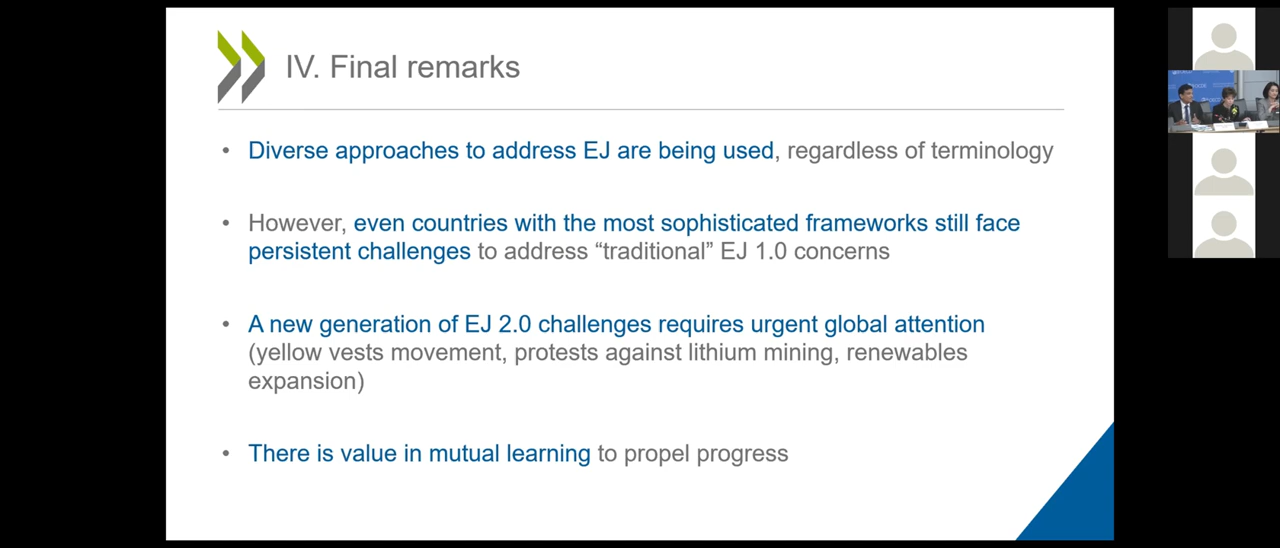 IV. Final remarks
• Diverse approaches to address EJ are being used, regardless of terminology
• However, even countries with the most sophisticated frameworks still face
persistent challenges to address “traditional” EJ 1.0 concerns
• A new generation of EJ 2.0 challenges requires urgent global attention
(yellow vests movement, protests against lithium mining, renewables
expansion)
• There is value in mutual learning to propel progress